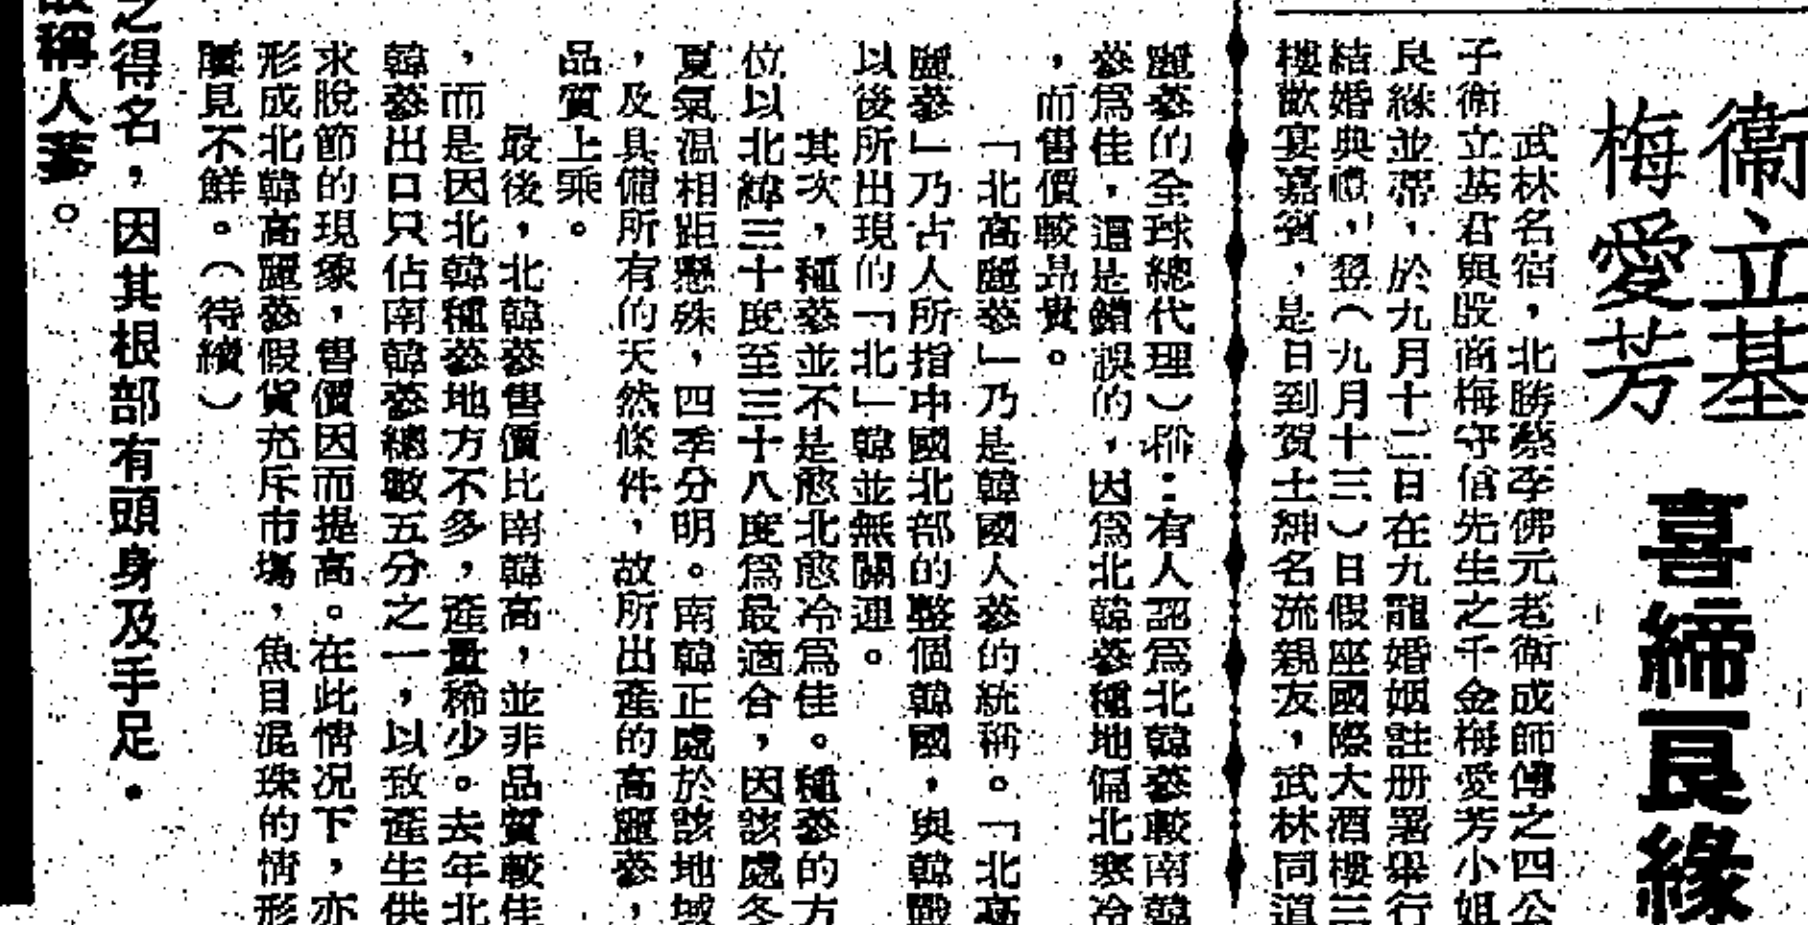 衞立基
梅愛芳
喜締良緣
武林名宿，北勝蔡李佛元老衛成師傅之四公
子衛立基君與殷商梅守信先生之千金梅愛芳小姐
良緣並蒂，於九月十二日在九龍婚姻註册署舉行
結婚典禮，翌（九月十三）日假座國際大酒樓三
樓歡宴嘉賓，是日到賀士紳名流親友，武林同道
麗蔘的全球總代理）稱：有人認爲北韓蔘較南韓
蔘爲佳，這是錯誤的，因爲北韓蔘種地偏北寒冷
，而售價較昂貴。
「北高麗蔘」乃是韓國人蔘的統稱。「北高
麗蔘」乃古人所指中國北部的整個韓國，與韓戰
以後所出現的「北」韓並無關連。
其次，種蔘並不是愈北愈冷爲佳。種蔘的方
位以北緯三十度至三十八度爲最適合，因該處冬
夏氣溫相距懸殊，四季分明。南韓正處於該地域
，及具備所有的天然條件，故所出產的高麗蔘，
品質上乘。
最後，北韓蔘售價比南韓高，並非品質較佳
，而是因北韓種蔘地方不多，產量稀少。去年北
韓蔘出口只佔南韓蔘總數五分之一，以致產生供
求脫節的現象，售價因而提高。在此情况下，亦
形成北韓高麗蔘假貨充斥市塲，魚目混珠的情形
屢見不鮮。（待續）
之得名，因其根部有頭身及手足，
故稱人蔘。